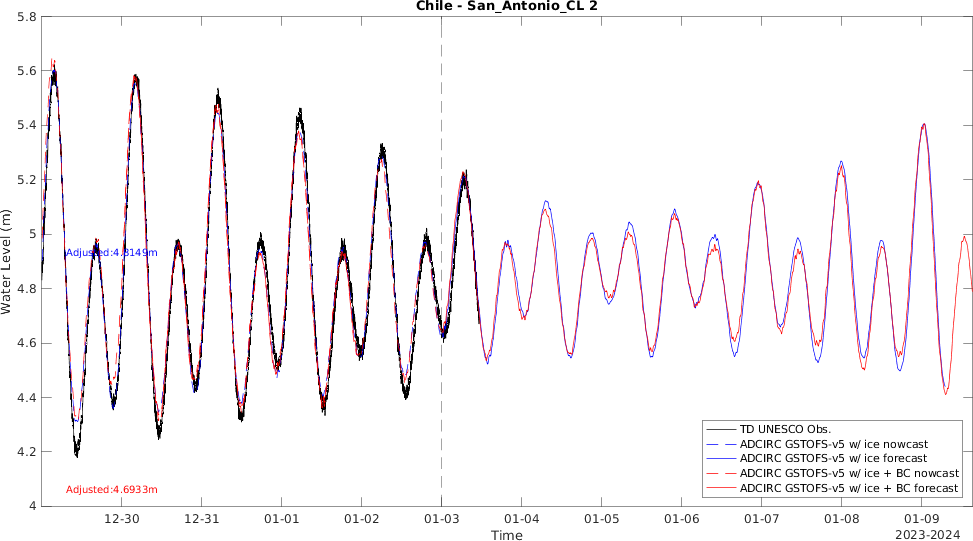 Chile - San_Antonio_CL 2
5.8
5.6
5.4
5.2
5
4.8
4.6
4.4
4.2
4
Water Level (m)
Adjusted:4.8149m
Adjusted:4.6933m
TD UNESCO Obs.
ADCIRC GSTOFS-v5 w/ ice nowcast
ADCIRC GSTOFS-v5 w/ ice forecast
ADCIRC GSTOFS-v5 w/ ice + BC nowcast
ADCIRC GSTOFS-v5 w/ ice + BC forecast
12-30 12-31 01-01 01-02 01-03 01-04 01-05 01-06 01-07 01-08 01-09
Time
2023-2024